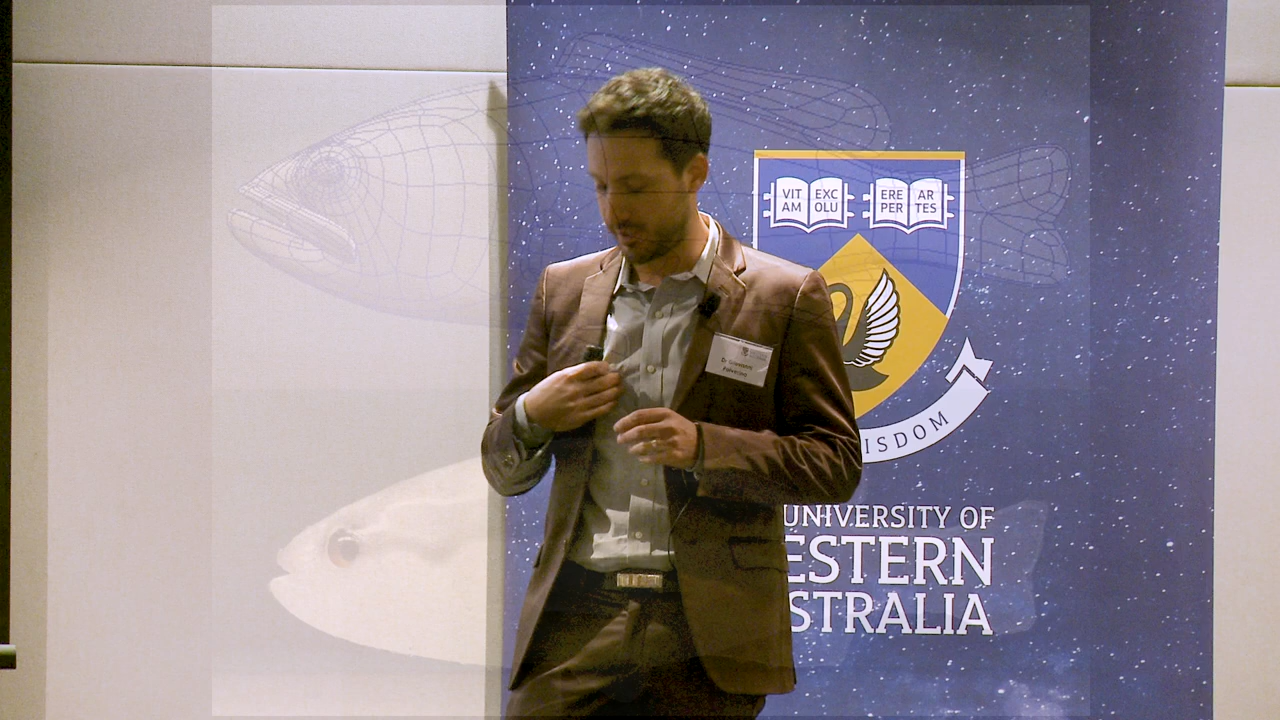 VIT
AM
EXC
OLU
ERE
PER
AR
TES
ISDOM
UNIVERSITY OF
ESTERN
STRALIA